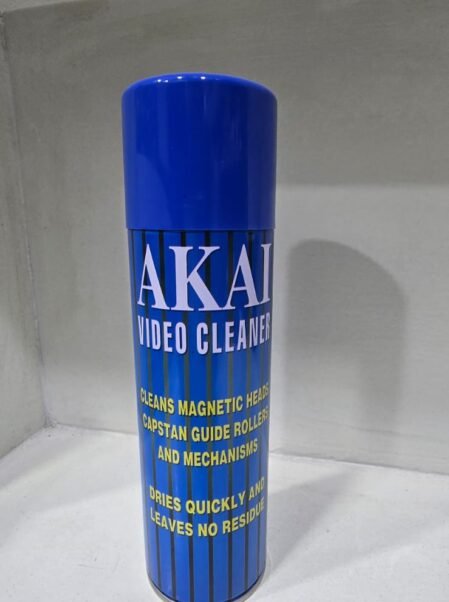 AKAI
VIDEO CLEANER
CLEANS MAGNETIC HEADS
CAPSTAN GUIDE ROLLERS
AND MECHANISMS
DRIES QUICKLY AND
LEAVES NO RESIDUE